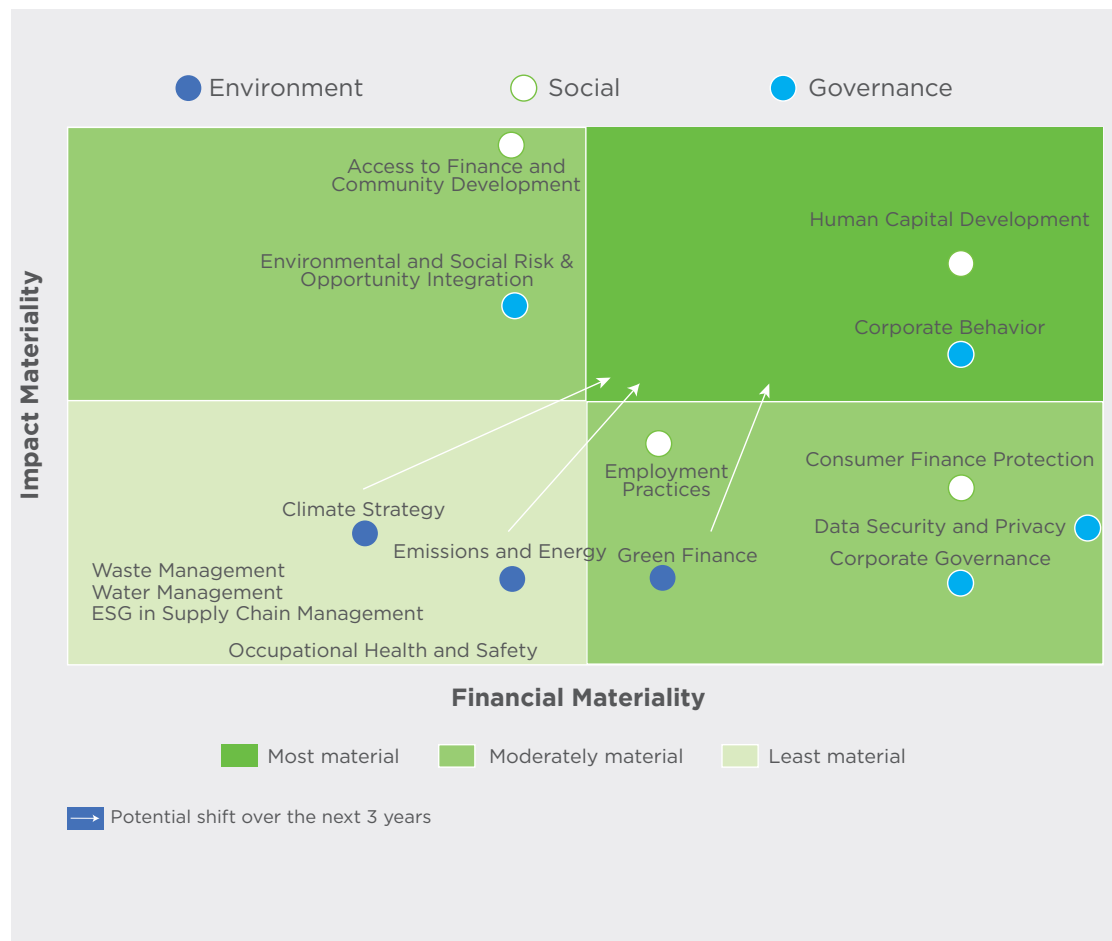 Environment
Social
Governance
Access to Finance and
Community Development
Human Capital Development
Environmental and Social Risk &
Opportunity Integration
Corporate Behavior
Impact Materiality
Employment
Practices
Consumer Finance Protection
Climate Strategy
Data Security and Privacy
Emissions and Energy
Green Finance
Corporate Governance
Waste Management
Water Management
ESG in Supply Chain Management
Occupational Health and Safety
Financial Materiality
Most material
Moderately material
Least material
Potential shift over the next 3 years